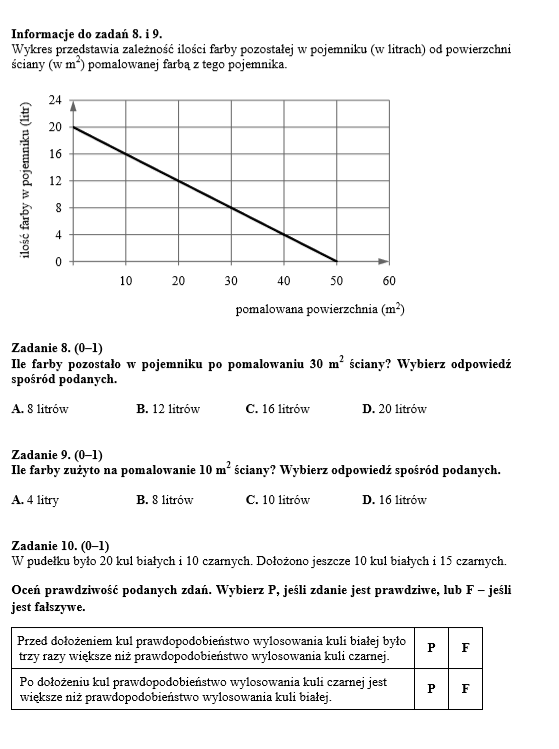 Informacje do zadań 8. i 9.
Wykres przedstawia zależność ilości farby pozostałej w pojemniku (w litrach) od powierzchni
ściany (w m²) pomalowanej farbą z tego pojemnika.
ilość farby w pojemniku (litr)
24
20
16
12
8
4
0
10 20 30 40 50 60
pomalowana powierzchnia (m²)
Zadanie 8. (0–1)
Ile farby pozostało w pojemniku po pomalowaniu 30 m² ściany? Wybierz odpowiedź
spośród podanych.
A. 8 litrów B. 12 litrów C. 16 litrów D. 20 litrów
Zadanie 9. (0–1)
Ile farby zużyto na pomalowanie 10 m² ściany? Wybierz odpowiedź spośród podanych.
A. 4 litry B. 8 litrów C. 10 litrów D. 16 litrów
Zadanie 10. (0–1)
W pudełku było 20 kul białych i 10 czarnych. Dołożono jeszcze 10 kul białych i 15 czarnych.
Oceń prawdziwość podanych zdań. Wybierz P, jeśli zdanie jest prawdziwe, lub F – jeśli
jest fałszywe.
Przed dołożeniem kul prawdopodobieństwo wylosowania kuli białej było
trzy razy większe niż prawdopodobieństwo wylosowania kuli czarnej.
P F
Po dołożeniu kul prawdopodobieństwo wylosowania kuli czarnej jest
większe niż prawdopodobieństwo wylosowania kuli białej.
P F